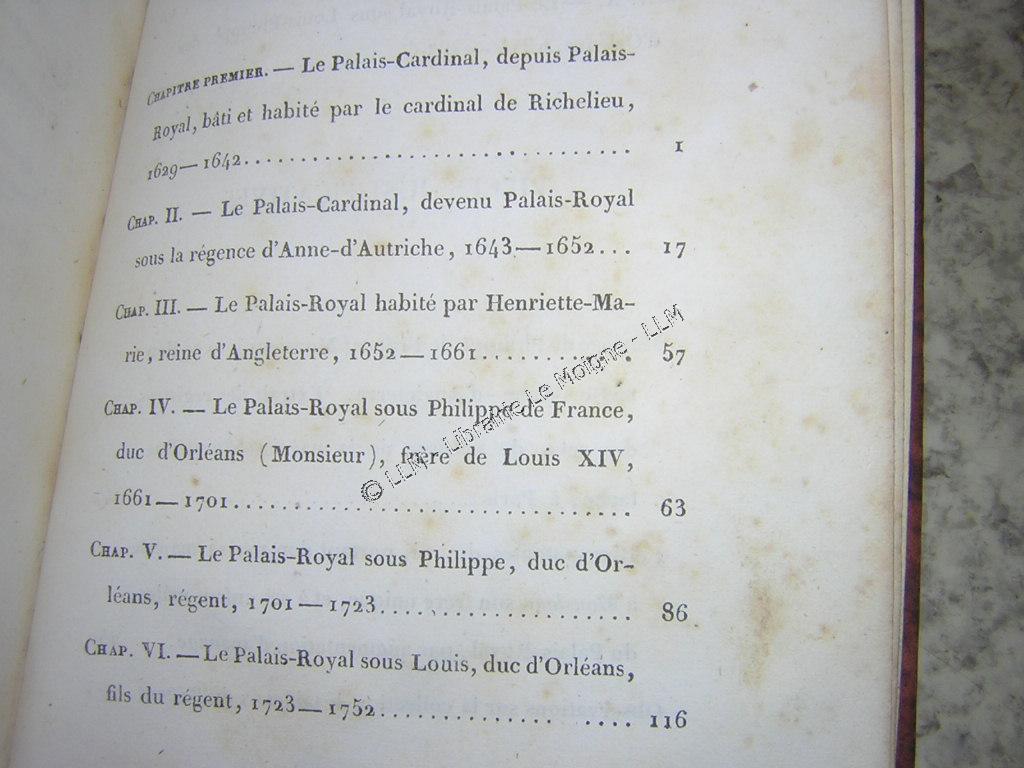 CHAPITRE PREMIER. — Le Palais-Cardinal, depuis Palais-
Royal, bâti et habité par le cardinal de Richelieu,
1629—1642.................................. 1
CHAP. II. — Le Palais-Cardinal, devenu Palais-Royal
sous la régence d'Anne-d'Autriche, 1643—1652... 17
CHAP. III. — Le Palais-Royal habité par Henriette-Ma-
rie, reine d'Angleterre, 1652—1661............. 57
CHAP. IV. — Le Palais-Royal sous Philippe de France,
duc d'Orléans (Monsieur), frère de Louis XIV,
1661—1701.................................. 63
CHAP. V. — Le Palais-Royal sous Philippe, duc d'Or-
léans, régent, 1701—1723...................... 86
CHAP. VI. — Le Palais-Royal sous Louis, duc d'Orléans,
fils du régent, 1723—1752................ .... 116
© LLM - Librairie Le Moigne - LLM